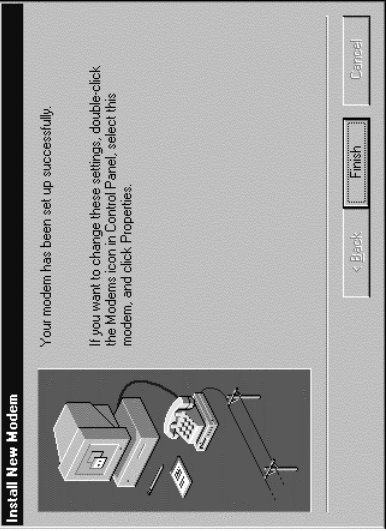 Install New Modem
Your modem has been set up successfully.
If you want to change these settings, double-click
the Modems icon in Control Panel, select this
modem, and click Properties.
< Back
Finish
Cancel